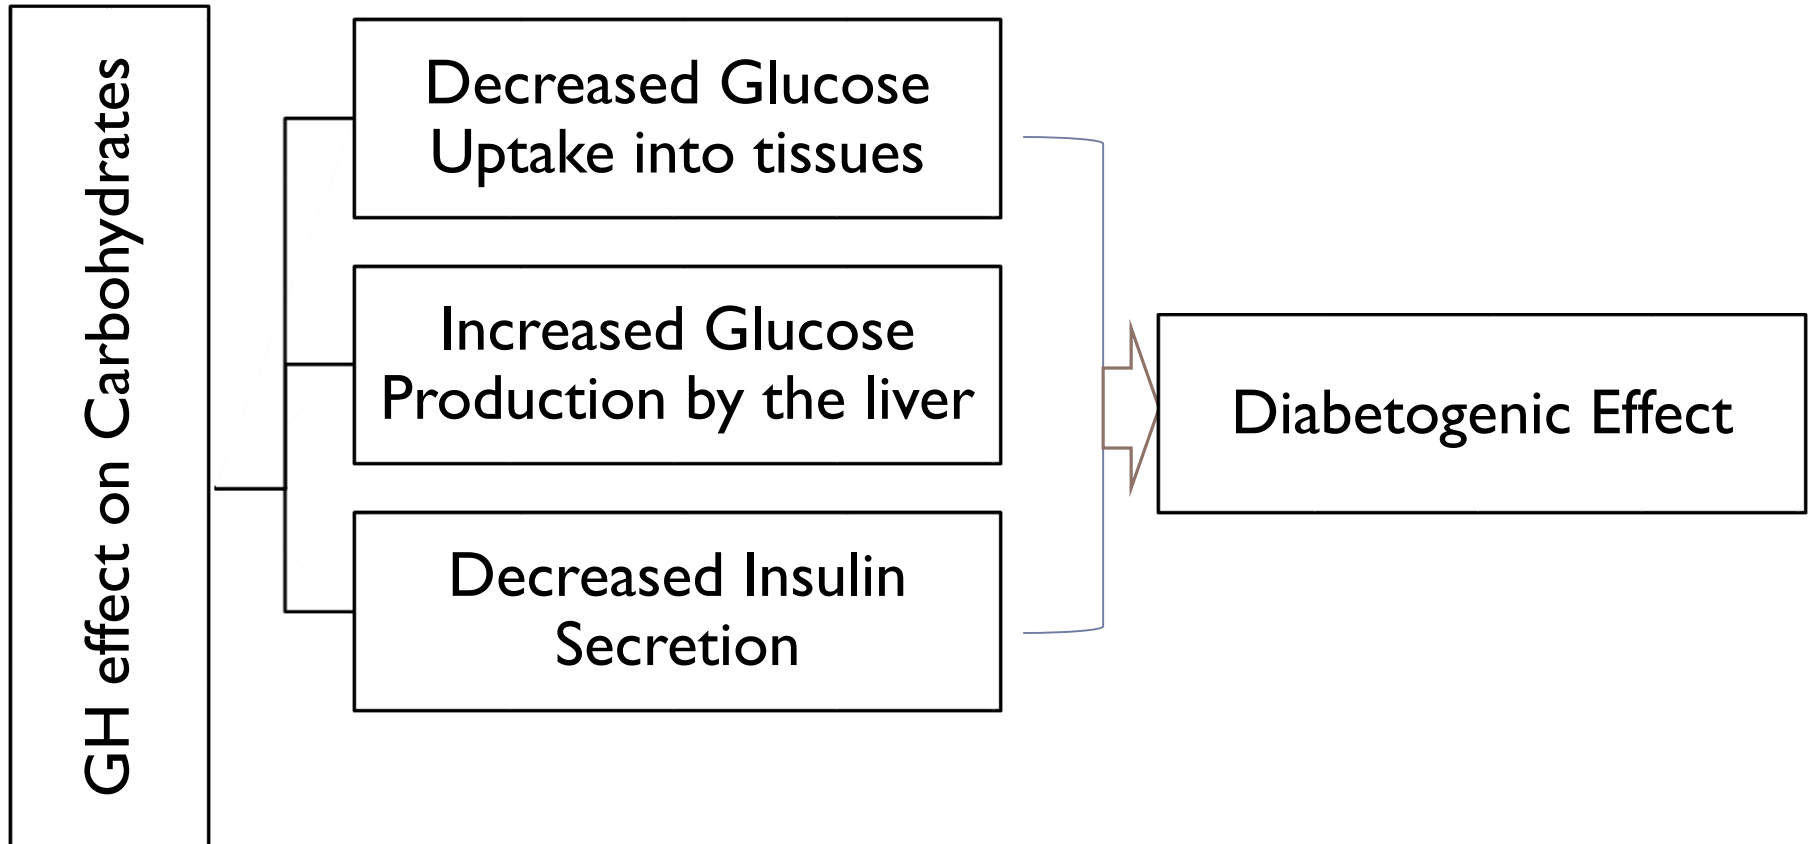 GH effect on Carbohydrates
Decreased Glucose
Uptake into tissues
Increased Glucose
Production by the liver
Decreased Insulin
Secretion
Diabetogenic Effect